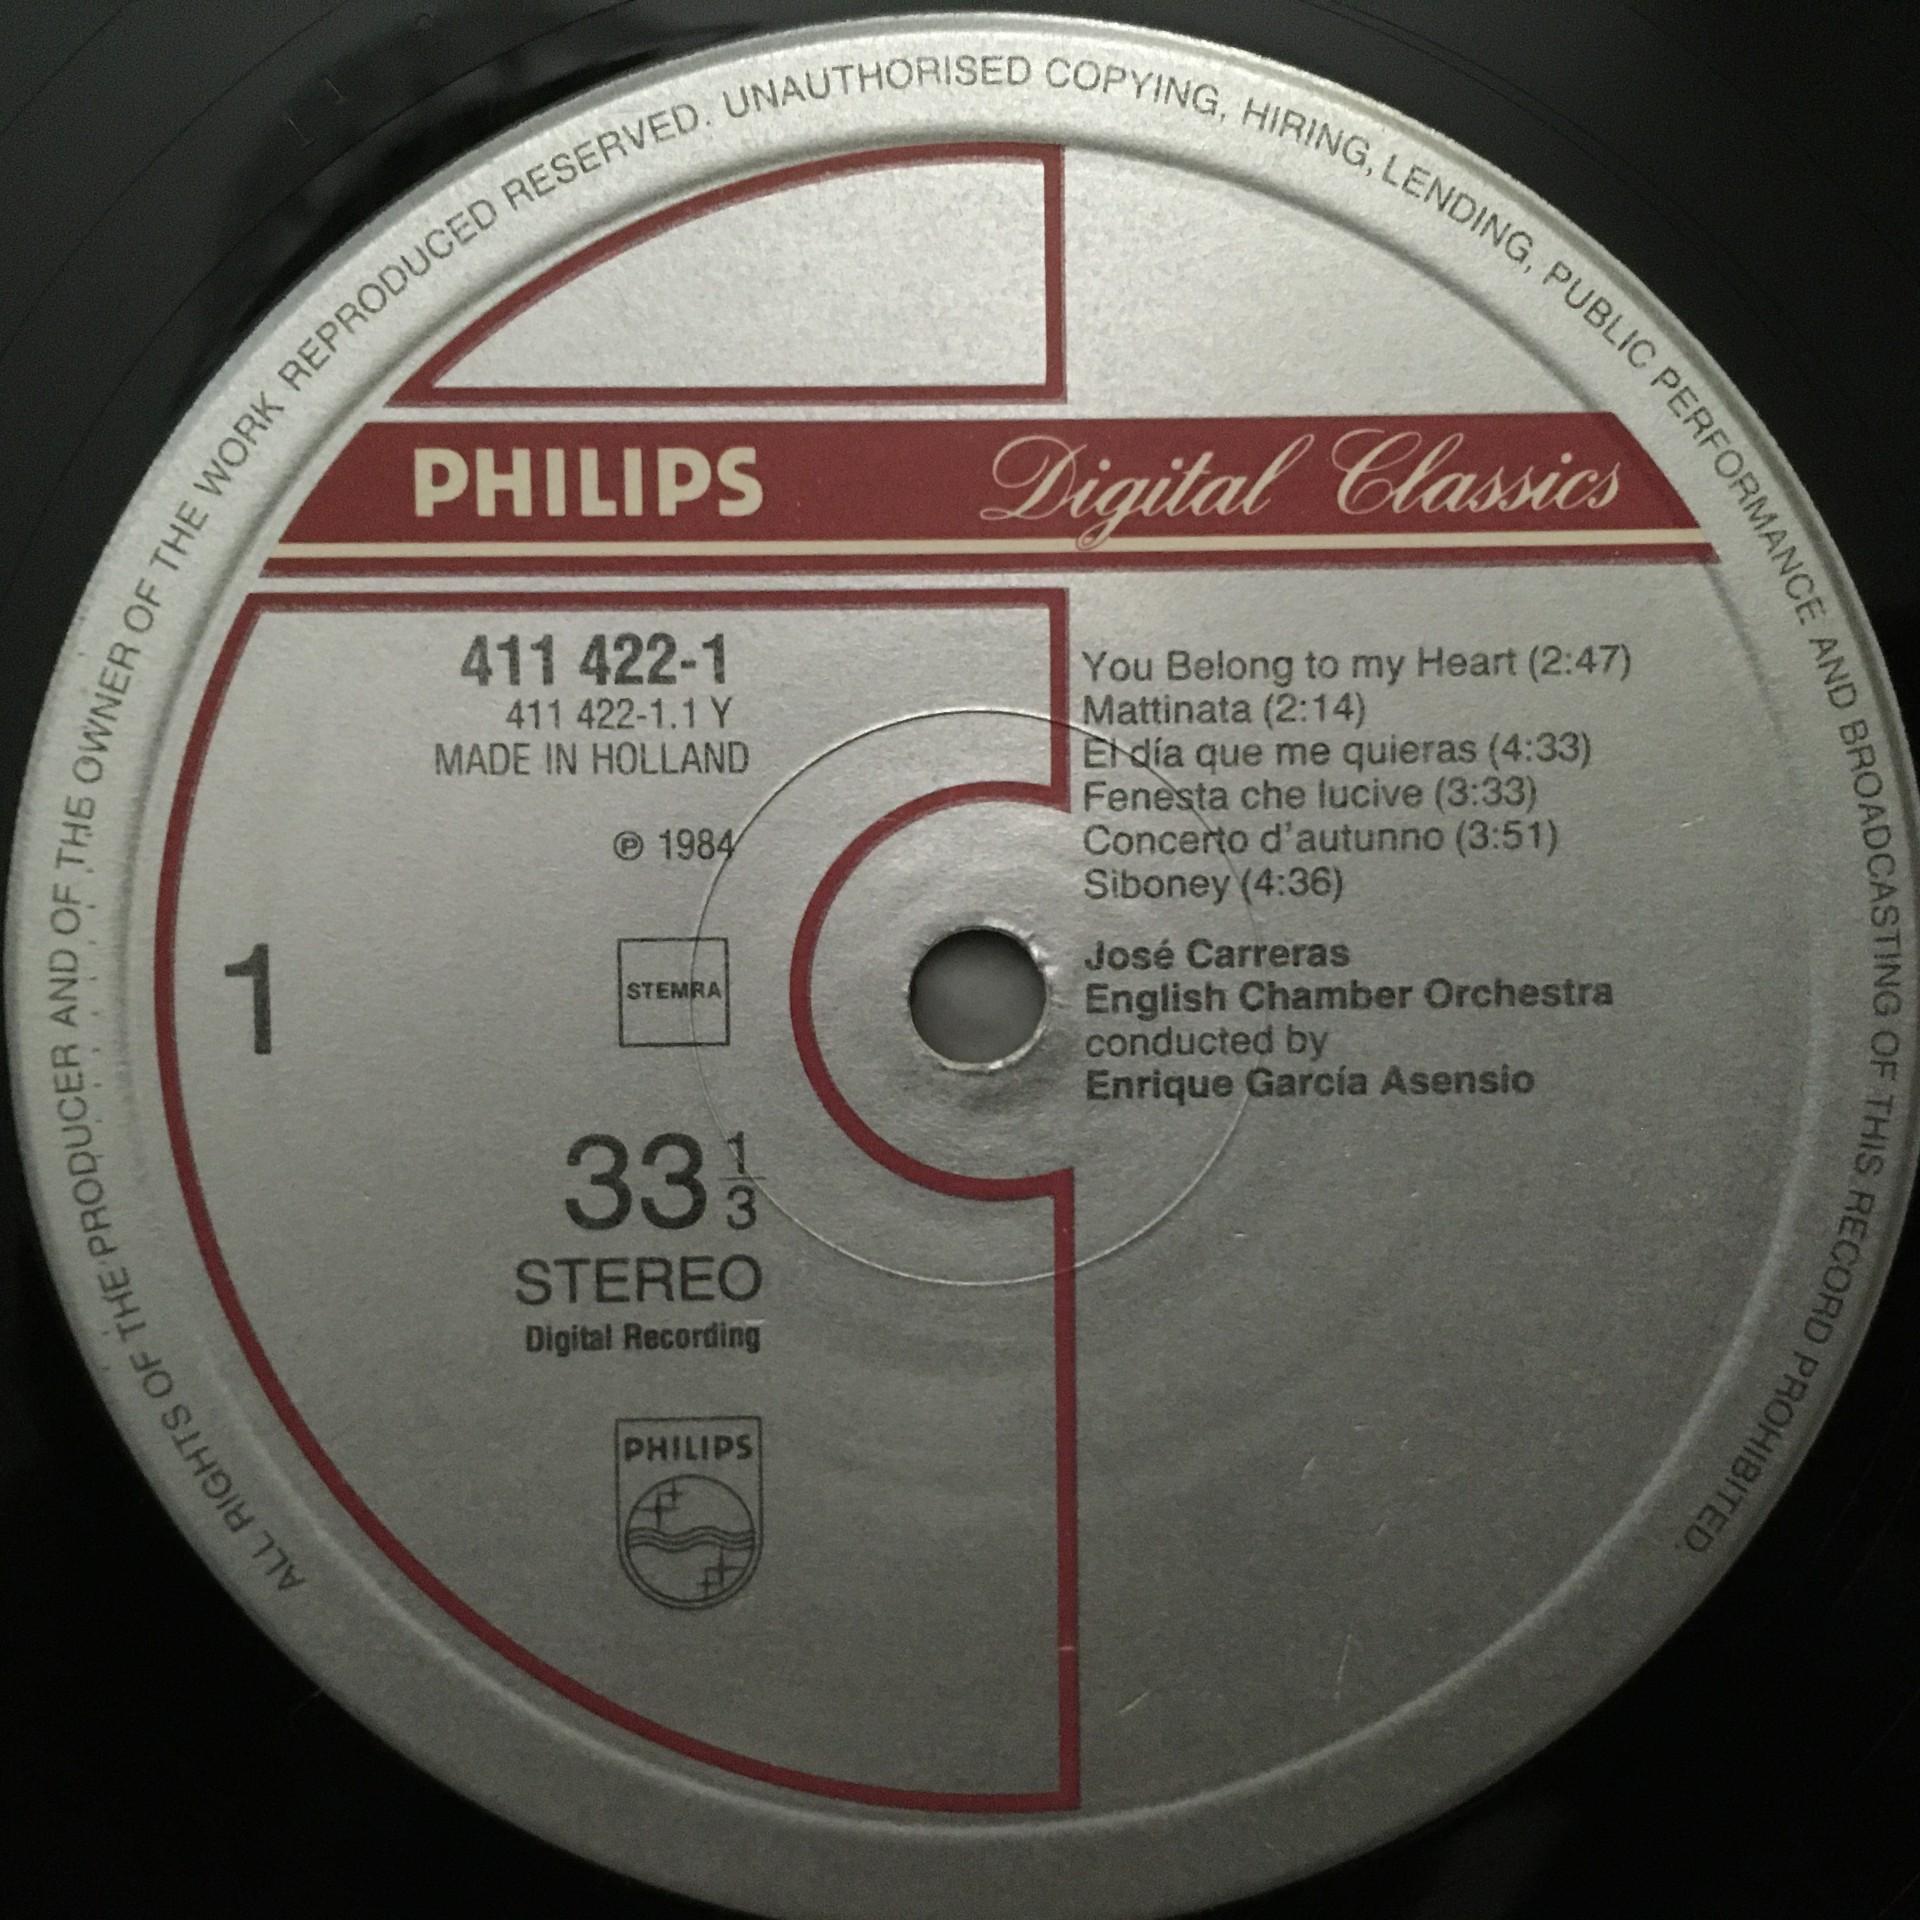 ALL RIGHTS OF THE PRODUCER AND OF THE OWNER OF THE WORK REPRODUCED RESERVED. UNAUTHORISED COPYING, HIRING, LENDING, PUBLIC PERFORMANCE AND BROADCASTING OF THIS RECORD PROHIBITED.
PHILIPS Digital Classics
411 422-1
411 422-1.1 Y
MADE IN HOLLAND
℗ 1984
1
STEMRA
33 1/3
STEREO
Digital Recording
PHILIPS
You Belong to my Heart (2:47)
Mattinata (2:14)
El día que me quieras (4:33)
Fenesta che lucive (3:33)
Concerto d'autunno (3:51)
Siboney (4:36)
José Carreras
English Chamber Orchestra
conducted by
Enrique García Asensio